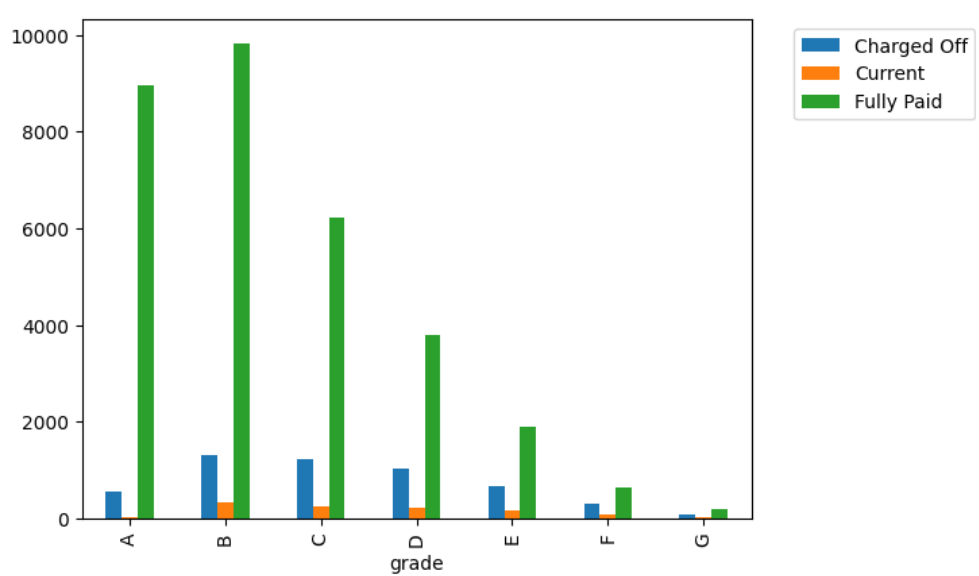 10000
8000
6000
4000
2000
0
A B C D E F G
grade
Charged Off
Current
Fully Paid